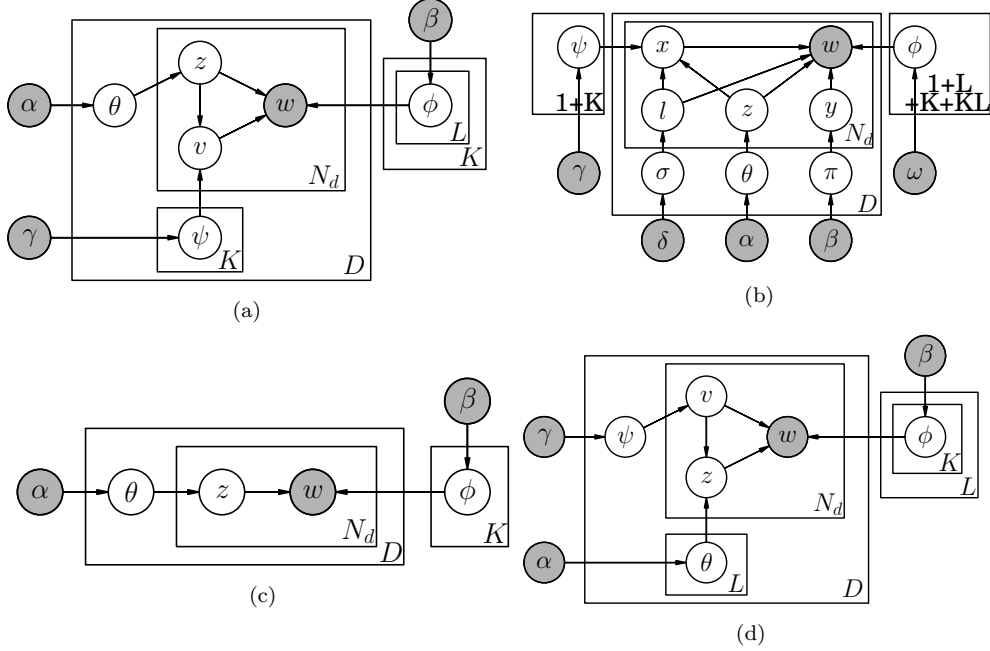 β
α
θ
z
w
ϕ
v
L
K
N_d
γ
ψ
K
D
(a)
ψ
x
w
ϕ
1+K
l
z
y
1+L
+K+KL
N_d
γ
σ
θ
π
ω
D
δ
α
β
(b)
β
α
θ
z
w
ϕ
N_d
D
K
(c)
β
γ
ψ
v
w
ϕ
K
L
z
N_d
α
θ
L
D
(d)